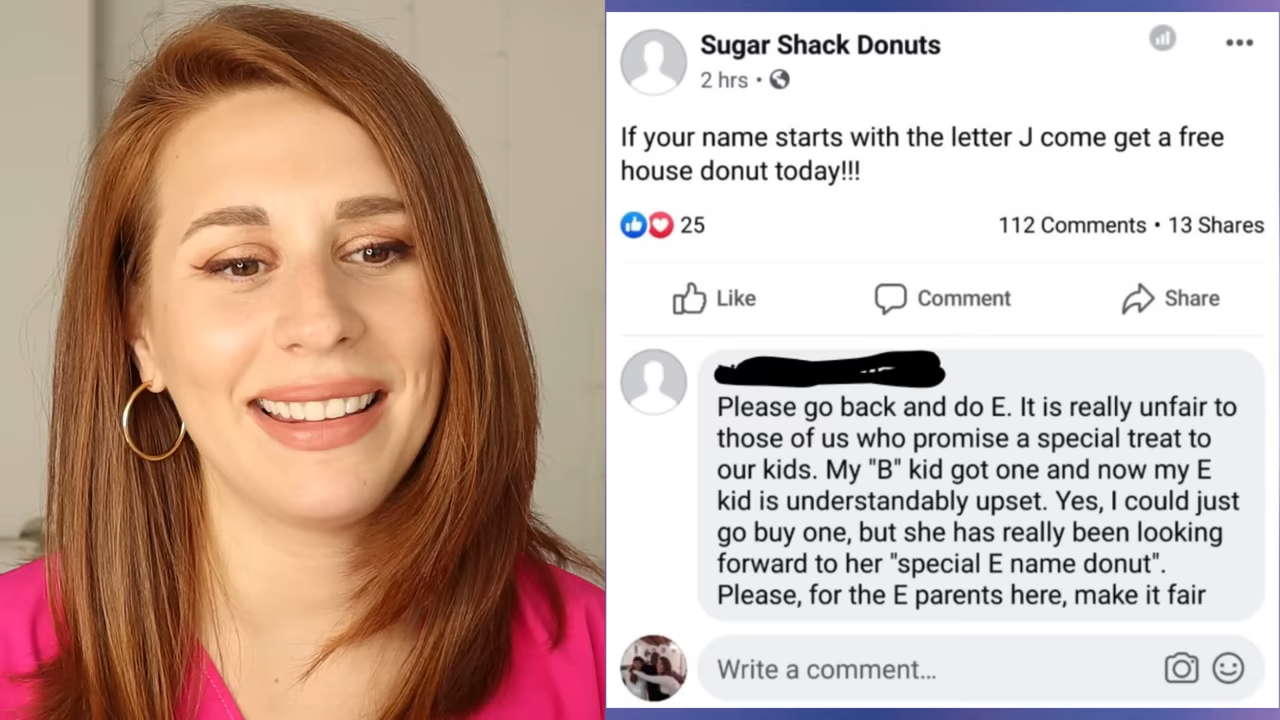 Sugar Shack Donuts
2 hrs •
If your name starts with the letter J come get a free
house donut today!!!
25
112 Comments • 13 Shares
Like
Comment
Share
Please go back and do E. It is really unfair to
those of us who promise a special treat to
our kids. My "B" kid got one and now my E
kid is understandably upset. Yes, I could just
go buy one, but she has really been looking
forward to her "special E name donut".
Please, for the E parents here, make it fair
Write a comment...